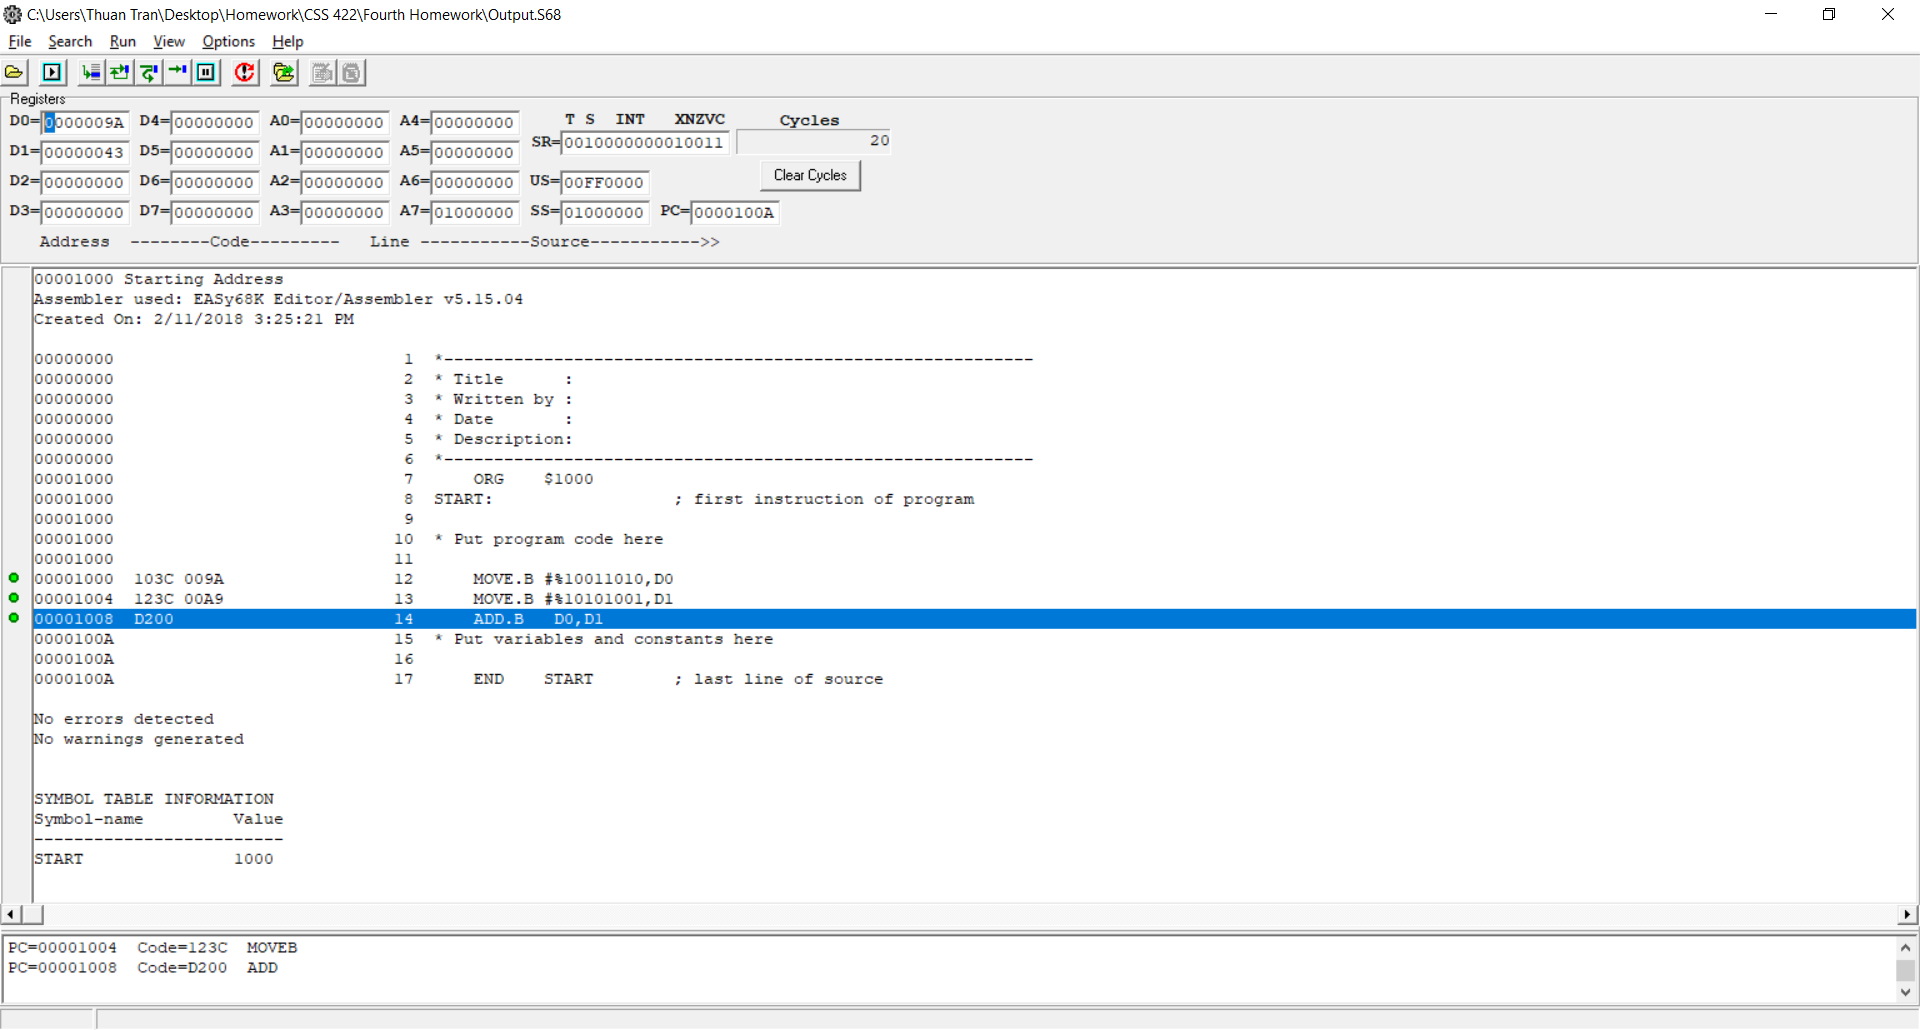 C:\Users\Thuan Tran\Desktop\Homework\CSS 422\Fourth Homework\Output.S68
File Search Run View Options Help
Registers
D0=0000009A D4=00000000 A0=00000000 A4=00000000 T S INT XNZVC Cycles
D1=00000043 D5=00000000 A1=00000000 A5=00000000 SR=0010000000010011 20
D2=00000000 D6=00000000 A2=00000000 A6=00000000 US=00FF0000 Clear Cycles
D3=00000000 D7=00000000 A3=00000000 A7=01000000 SS=01000000 PC=0000100A
Address --------Code--------- Line -----------Source----------->>
00001000 Starting Address
Assembler used: EASy68K Editor/Assembler v5.15.04
Created On: 2/11/2018 3:25:21 PM
00000000 1 *-----------------------------------------------------------
00000000 2 * Title :
00000000 3 * Written by :
00000000 4 * Date :
00000000 5 * Description:
00000000 6 *-----------------------------------------------------------
00001000 7 ORG $1000
00001000 8 START: ; first instruction of program
00001000 9
00001000 10 * Put program code here
00001000 11
00001000 103C 009A 12 MOVE.B #%10011010,D0
00001004 123C 00A9 13 MOVE.B #%10101001,D1
00001008 D200 14 ADD.B D0,D1
0000100A 15 * Put variables and constants here
0000100A 16
0000100A 17 END START ; last line of source
No errors detected
No warnings generated
SYMBOL TABLE INFORMATION
Symbol-name Value
-------------------------
START 1000
PC=00001004 Code=123C MOVEB
PC=00001008 Code=D200 ADD